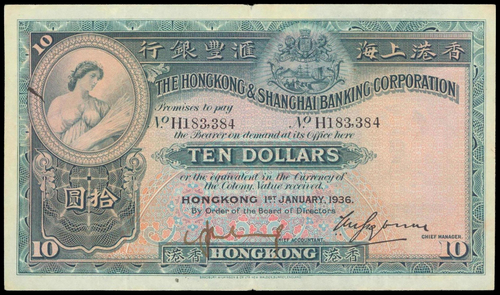 10 行銀豐滙 海上港香 10
THE HONGKONG & SHANGHAI BANKING CORPORATION
Promises to pay
No H183,384 No H183,384
the Bearer on demand at its Office here
TEN DOLLARS
or the equivalent in the Currency of
the Colony, Value received.
圓拾
HONGKONG 1ST JANUARY, 1936.
By Order of the Board of Directors
CHIEF ACCOUNTANT.
CHIEF MANAGER.
10 港香 HONGKONG 港香 10